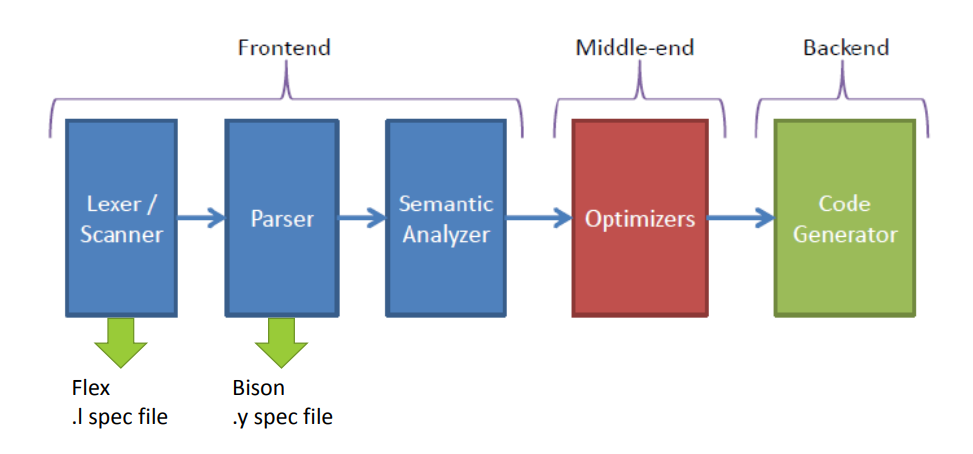 Frontend
Middle-end
Backend
Lexer /
Scanner
Parser
Semantic
Analyzer
Optimizers
Code
Generator
Flex
.l spec file
Bison
.y spec file